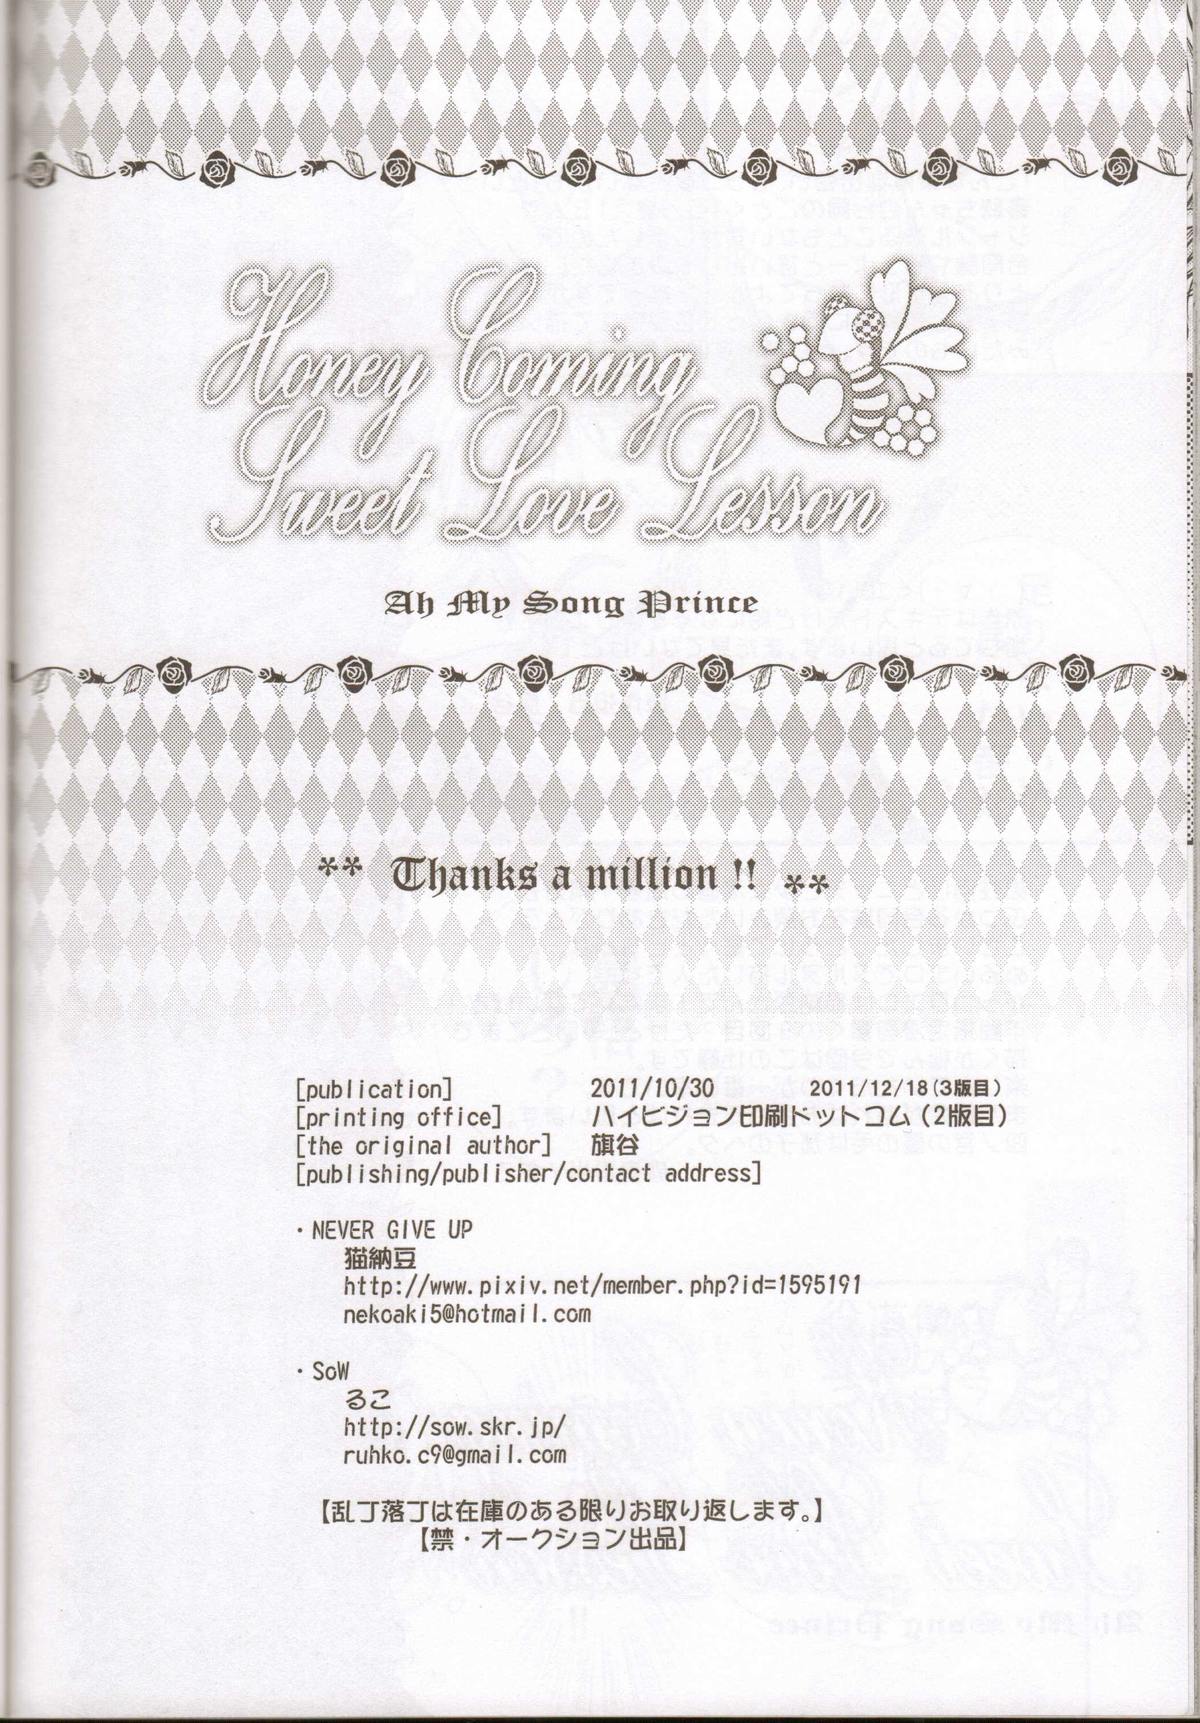 Honey Coming
Sweet Love Lesson
Ah My Song Prince
** Thanks a million !! **
[publication] 2011/10/30 2011/12/18(3版目)
[printing office] ハイビジョン印刷ドットコム(2版目)
[the original author] 旗谷
[publishing/publisher/contact address]
・NEVER GIVE UP
猫納豆
http://www.pixiv.net/member.php?id=1595191
nekoaki5@hotmail.com
・SoW
るこ
http://sow.skr.jp/
ruhko.c9@gmail.com
【乱丁落丁は在庫のある限りお取り返します。】
【禁・オークション出品】